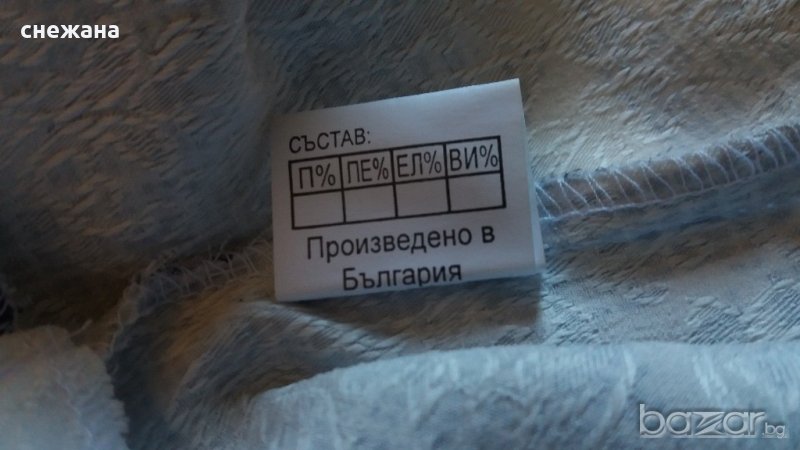 снежана
СЪСТАВ:
П% ПЕ% ЕЛ% ВИ%
Произведено в
България
bazar.bg